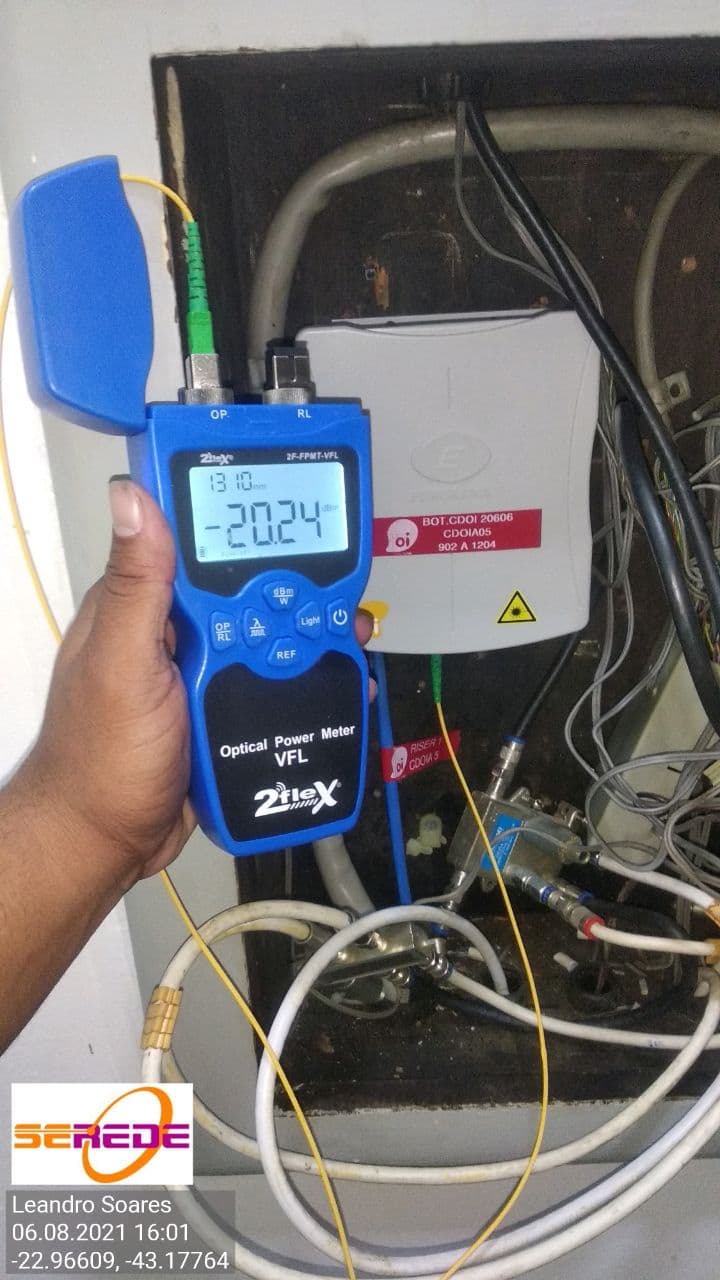 OP RL
2flex® 2F-FPMT-VFL
1310nm
-20.24 dBm
dBm
W
OP
RL
λ
Light
REF
Optical Power Meter
VFL
2flex®
E
oi
BOT.CDOI 20606
CDOIA05
902 A 1204
oi
RISER 1
CDOIA 5
SEREDE
Leandro Soares
06.08.2021 16:01
-22.96609, -43.17764